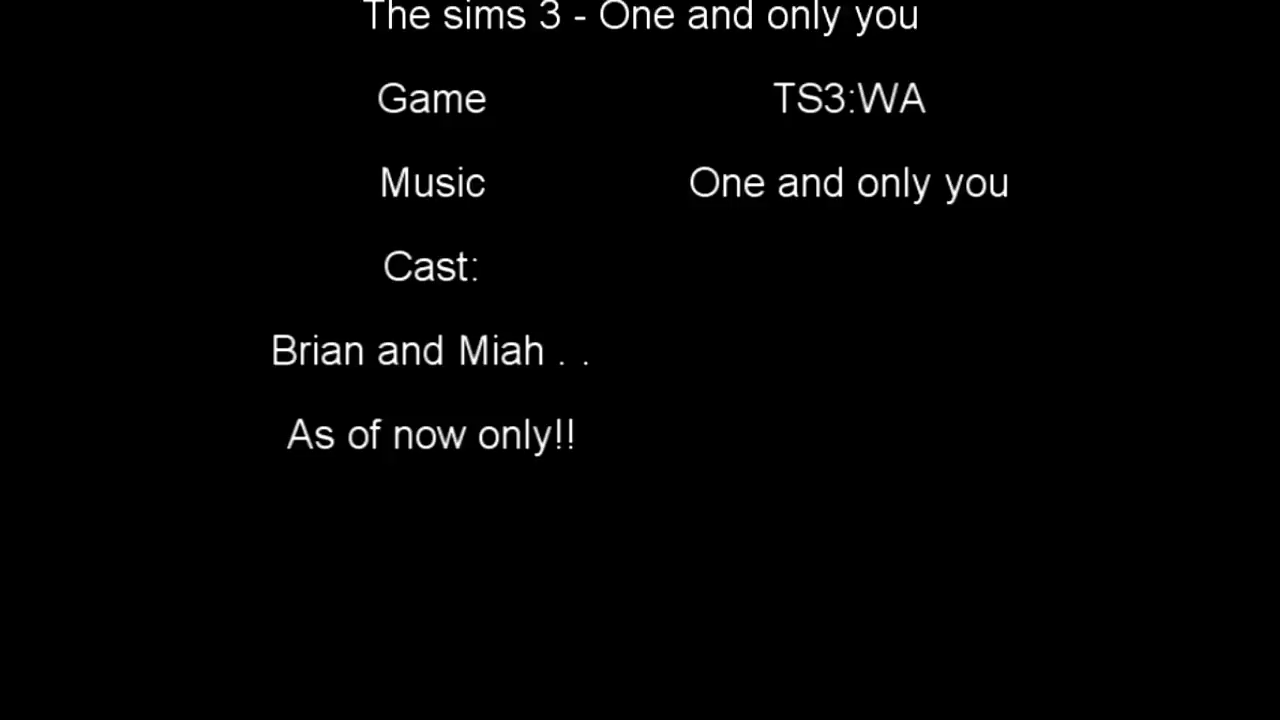 The sims 3 - One and only you
Game TS3:WA
Music One and only you
Cast:
Brian and Miah . .
As of now only!!